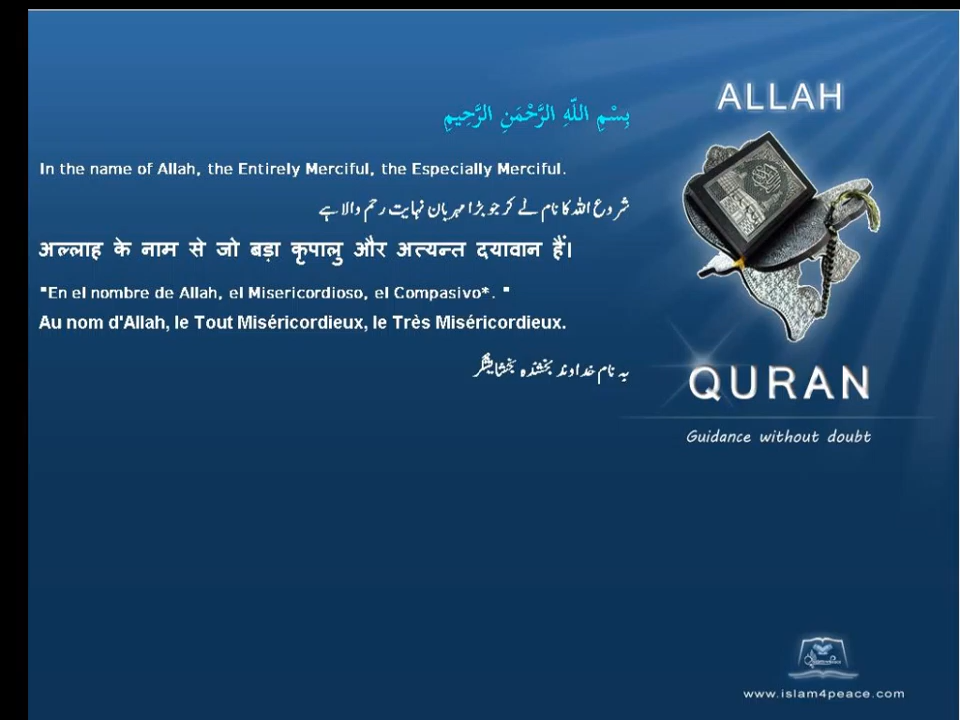 بِسْمِ اللَّهِ الرَّحْمَنِ الرَّحِيمِ
In the name of Allah, the Entirely Merciful, the Especially Merciful.
شروع اللہ کا نام لے کر جو بڑا مہربان نہایت رحم والا ہے
अल्लाह के नाम से जो बड़ा कृपालु और अत्यन्त दयावान हैं।
"En el nombre de Allah, el Misericordioso, el Compasivo*. "
Au nom d'Allah, le Tout Miséricordieux, le Très Miséricordieux.
به نام خداوند بخشنده بخشایشگر
ALLAH
QURAN
Guidance without doubt
www.islam4peace.com